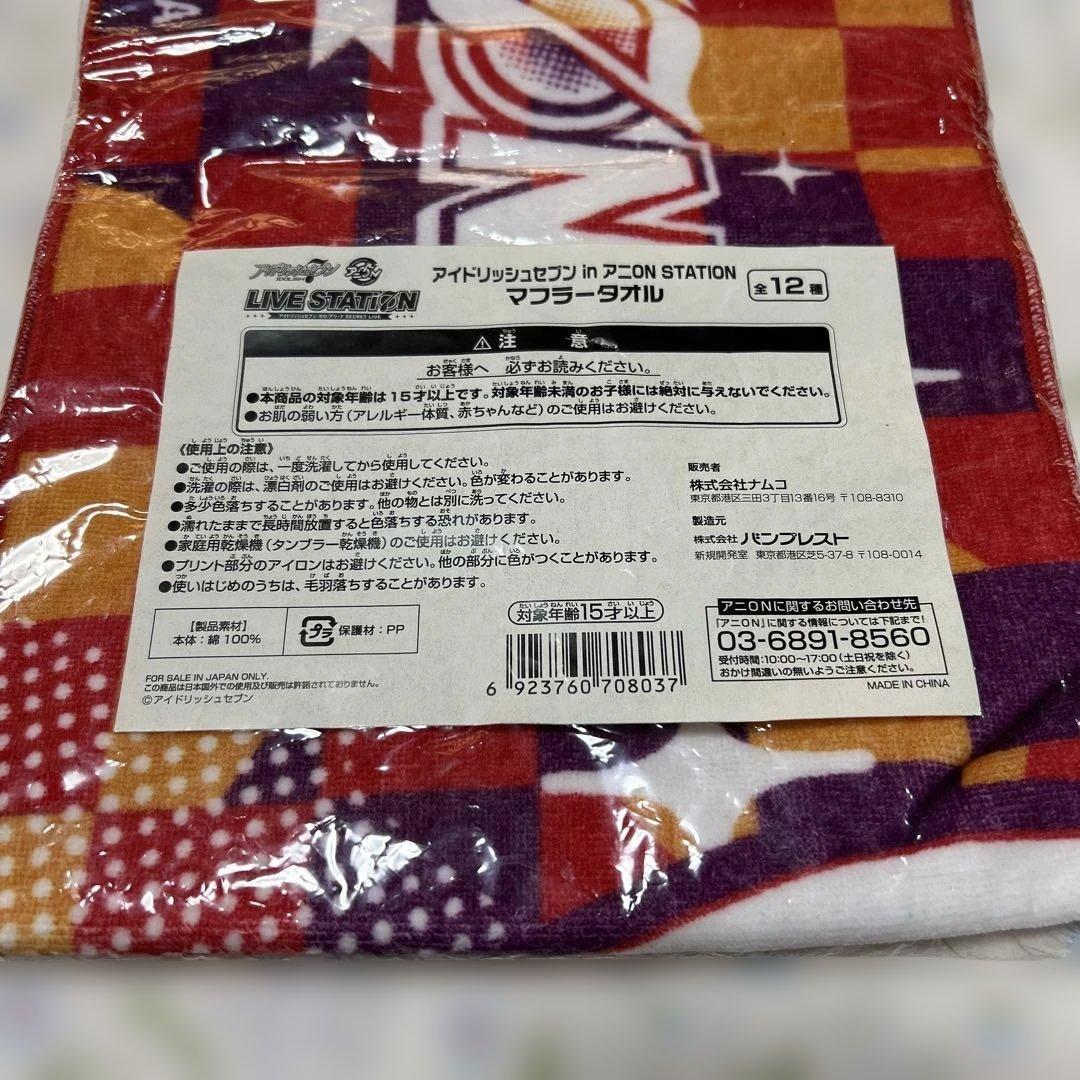 A
ON
アイドリッシュセブン
アニON
LIVE STATION
アイドリッシュセブン ゼロ・アリーナ SECRET LIVE
アイドリッシュセブン in アニON STATION
マフラータオル
全12種
⚠注意
お客様へ 必ずお読みください。
●本商品の対象年齢は15才以上です。対象年齢未満のお子様には絶対に与えないでください。
●お肌の弱い方(アレルギー体質、赤ちゃんなど)のご使用はお避けください。
《使用上の注意》
●ご使用の際は、一度洗濯してから使用してください。
●洗濯の際は、漂白剤のご使用はお避けください。色が変わることがあります。
●多少色落ちすることがあります。他の物とは別に洗ってください。
●濡れたままで長時間放置すると色落ちする恐れがあります。
●家庭用乾燥機(タンブラー乾燥機)のご使用はお避けください。
●プリント部分のアイロンはお避けください。他の部分に色がつくことがあります。
●使いはじめのうちは、毛羽落ちすることがあります。
販売者
株式会社ナムコ
東京都港区三田3丁目13番16号 〒108-8310
製造元
株式会社 バンプレスト
新規開発室 東京都港区芝5-37-8 〒108-0014
【製品素材】
本体:綿 100%
プラ 保護材:PP
FOR SALE IN JAPAN ONLY.
この商品は日本国外での使用及び販売は許諾されておりません。
©アイドリッシュセブン
対象年齢15才以上
6 923760 708037
アニONに関するお問い合わせ先
『アニON』に関する情報については下記まで!
03-6891-8560
受付時間:10:00〜17:00(土日祝を除く)
おかけ間違いの無いようご注意ください。
MADE IN CHINA